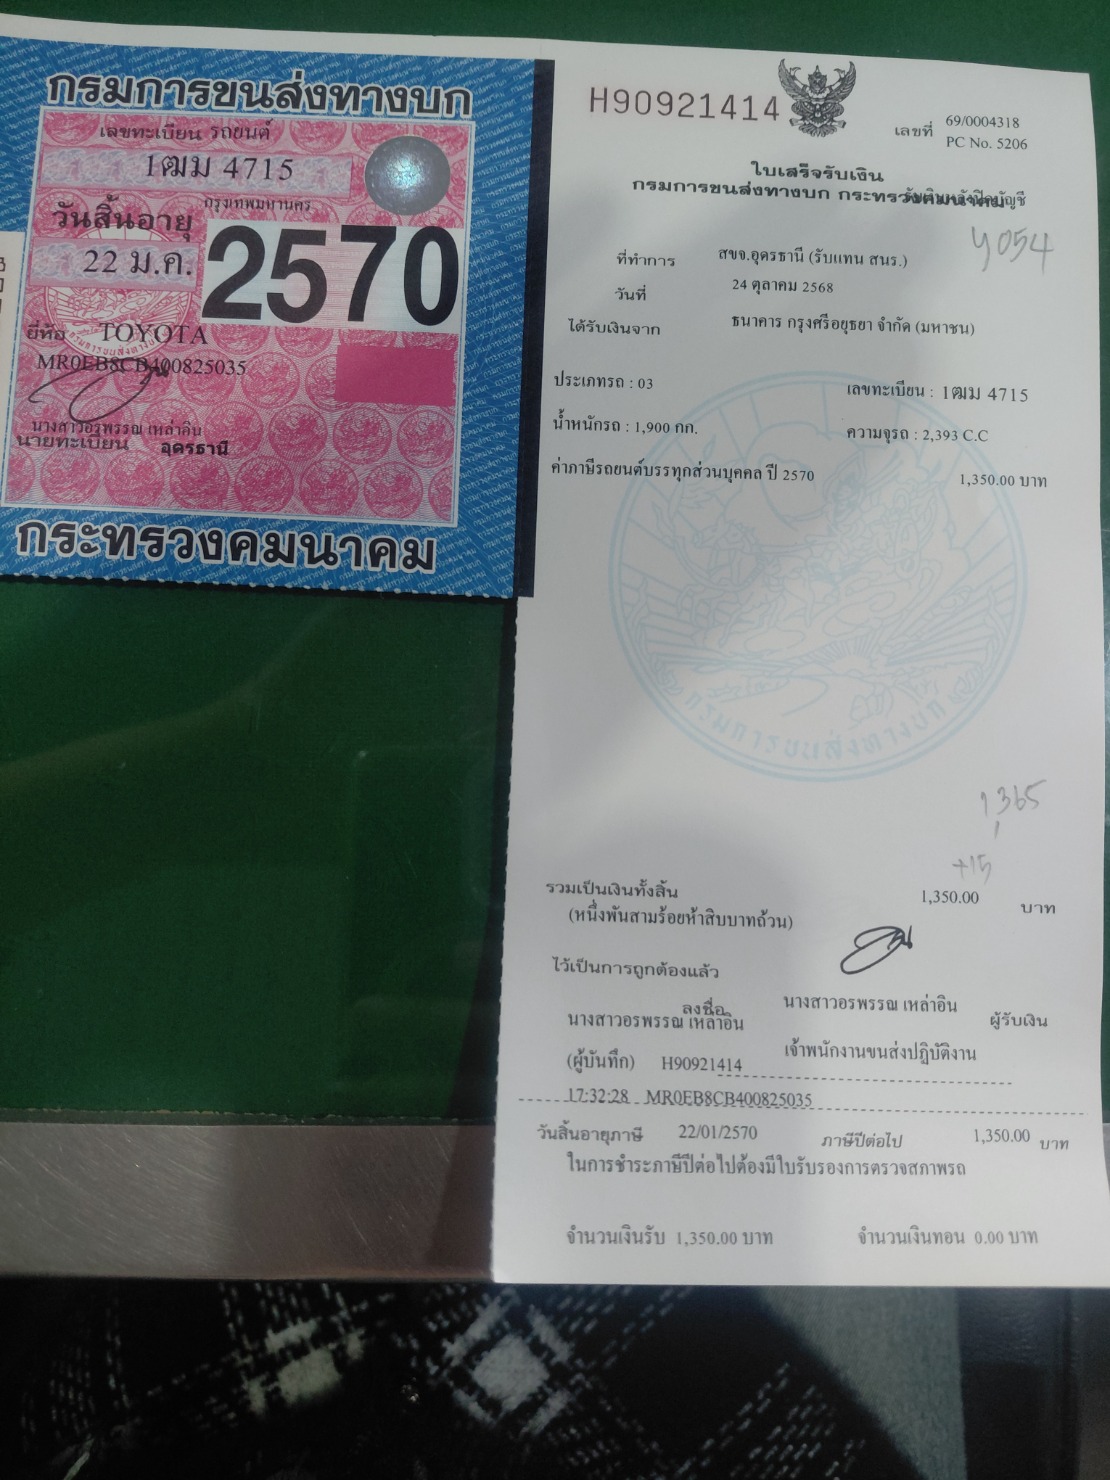 กรมการขนส่งทางบก
เลขทะเบียน รถยนต์
1ฒม 4715
กรุงเทพมหานคร
วันสิ้นอายุ
22 ม.ค. 2570
ยี่ห้อ TOYOTA
MR0EB8CB400825035
นางสาวอรพรรณ เหล่าอิน
นายทะเบียน อุดรธานี
กระทรวงคมนาคม
H90921414
เลขที่ 69/0004318
PC No. 5206
ใบเสร็จรับเงิน
กรมการขนส่งทางบก กระทรวงคมนาคม
y054
ที่ทำการ สขจ.อุดรธานี (รับแทน สนร.)
วันที่ 24 ตุลาคม 2568
ได้รับเงินจาก ธนาคาร กรุงศรีอยุธยา จำกัด (มหาชน)
ประเภทรถ : 03 เลขทะเบียน : 1ฒม 4715
น้ำหนักรถ : 1,900 กก. ความจุรถ : 2,393 C.C
ค่าภาษีรถยนต์บรรทุกส่วนบุคคล ปี 2570 1,350.00 บาท
กรมการขนส่งทางบก
1,365
+15
รวมเป็นเงินทั้งสิ้น 1,350.00 บาท
(หนึ่งพันสามร้อยห้าสิบบาทถ้วน)
ไว้เป็นการถูกต้องแล้ว
ลงชื่อ นางสาวอรพรรณ เหล่าอิน ผู้รับเงิน
นางสาวอรพรรณ เหล่าอิน
(ผู้บันทึก) H90921414 เจ้าพนักงานขนส่งปฏิบัติงาน
17:32:28 MR0EB8CB400825035
วันสิ้นอายุภาษี 22/01/2570 ภาษีปีต่อไป 1,350.00 บาท
ในการชำระภาษีปีต่อไปต้องมีใบรับรองการตรวจสภาพรถ
จำนวนเงินรับ 1,350.00 บาท จำนวนเงินทอน 0.00 บาท